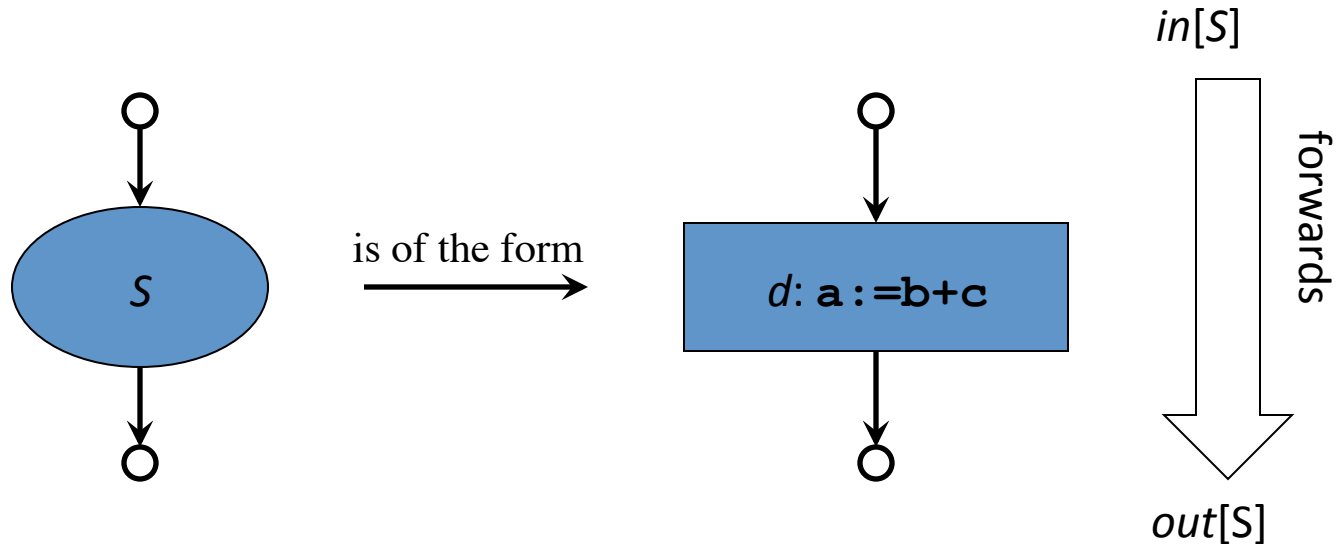 in[S]
is of the form
S
d: a:=b+c
forwards
out[S]